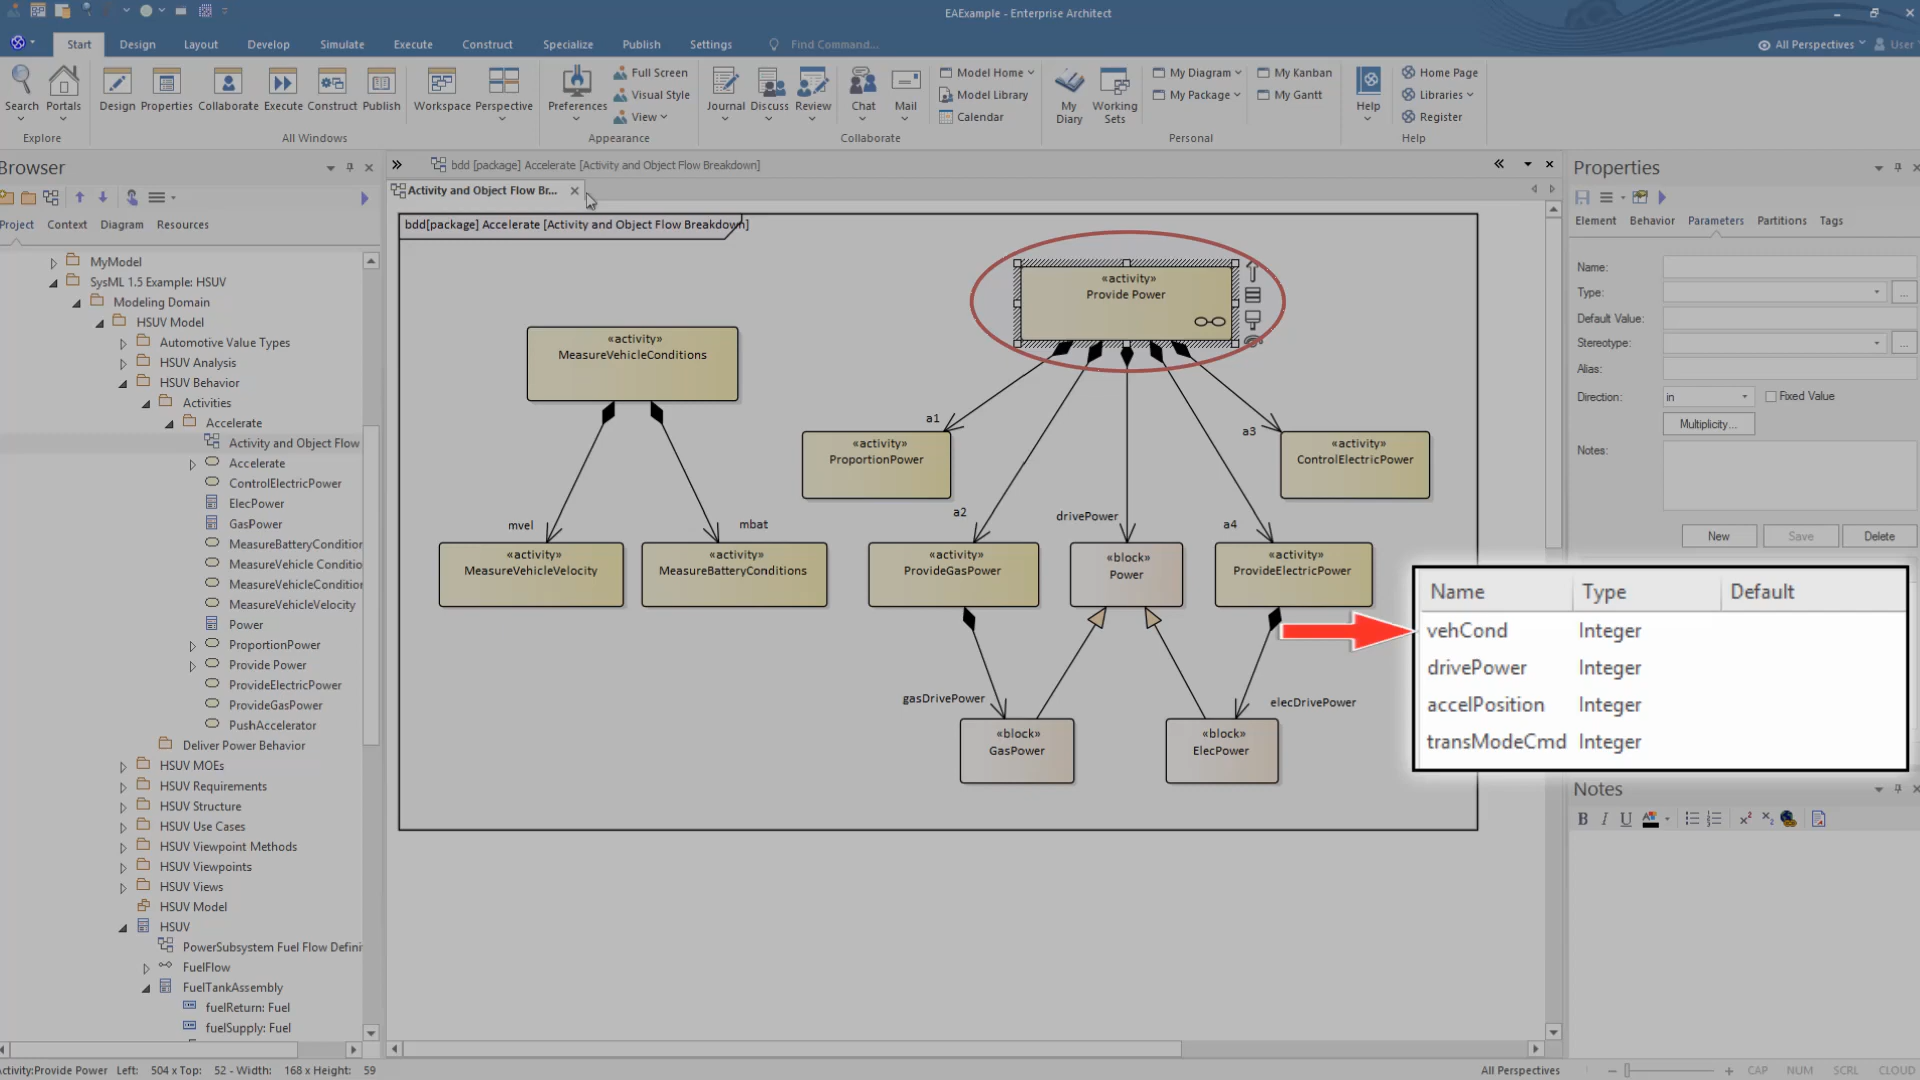 EAExample - Enterprise Architect
Start Design Layout Develop Simulate Execute Construct Specialize Publish Settings Find Command... All Perspectives User
Search Portals
Explore
Design Properties Collaborate Execute Construct Publish
All Windows
Workspace Perspective
Preferences
Full Screen
Visual Style
View
Appearance
Journal Discuss Review Chat Mail
Model Home
Model Library
Calendar
Collaborate
My Diary
Working Sets
My Diagram
My Package
My Kanban
My Gantt
Personal
Help
Home Page
Libraries
Register
Help
Browser
Project Context Diagram Resources
MyModel
SysML 1.5 Example: HSUV
Modeling Domain
HSUV Model
Automotive Value Types
HSUV Analysis
HSUV Behavior
Activities
Accelerate
Activity and Object Flow
Accelerate
ControlElectricPower
ElecPower
GasPower
MeasureBatteryCondition
MeasureVehicle Conditio
MeasureVehicleCondition
MeasureVehicleVelocity
Power
ProportionPower
Provide Power
ProvideElectricPower
ProvideGasPower
PushAccelerator
Deliver Power Behavior
HSUV MOEs
HSUV Requirements
HSUV Structure
HSUV Use Cases
HSUV Viewpoint Methods
HSUV Viewpoints
HSUV Views
HSUV Model
HSUV
PowerSubsystem Fuel Flow Defini
FuelFlow
FuelTankAssembly
fuelReturn: Fuel
fuelSupply: Fuel
bdd [package] Accelerate [Activity and Object Flow Breakdown]
Activity and Object Flow Br...
bdd[package] Accelerate [Activity and Object Flow Breakdown]
«activity»
Provide Power
«activity»
MeasureVehicleConditions
a1
a3
«activity»
ProportionPower
«activity»
ControlElectricPower
mvel
mbat
a2
drivePower
a4
«activity»
MeasureVehicleVelocity
«activity»
MeasureBatteryConditions
«activity»
ProvideGasPower
«block»
Power
«activity»
ProvideElectricPower
gasDrivePower
elecDrivePower
«block»
GasPower
«block»
ElecPower
Properties
Element Behavior Parameters Partitions Tags
Name:
Type:
...
Default Value:
Stereotype:
...
Alias:
Direction: in Fixed Value
Multiplicity...
Notes:
New Save Delete
Name Type Default
vehCond Integer
drivePower Integer
accelPosition Integer
transModeCmd Integer
Notes
B I U A
Activity:Provide Power Left: 504 x Top: 52 - Width: 168 x Height: 59
All Perspectives
CAP NUM SCRL CLOUD